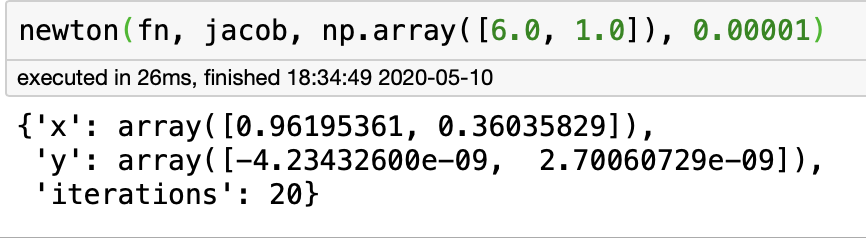 newton(fn, jacob, np.array([6.0, 1.0]), 0.00001)
executed in 26ms, finished 18:34:49 2020-05-10
{'x': array([0.96195361, 0.36035829]),
 'y': array([-4.23432600e-09,  2.70060729e-09]),
 'iterations': 20}